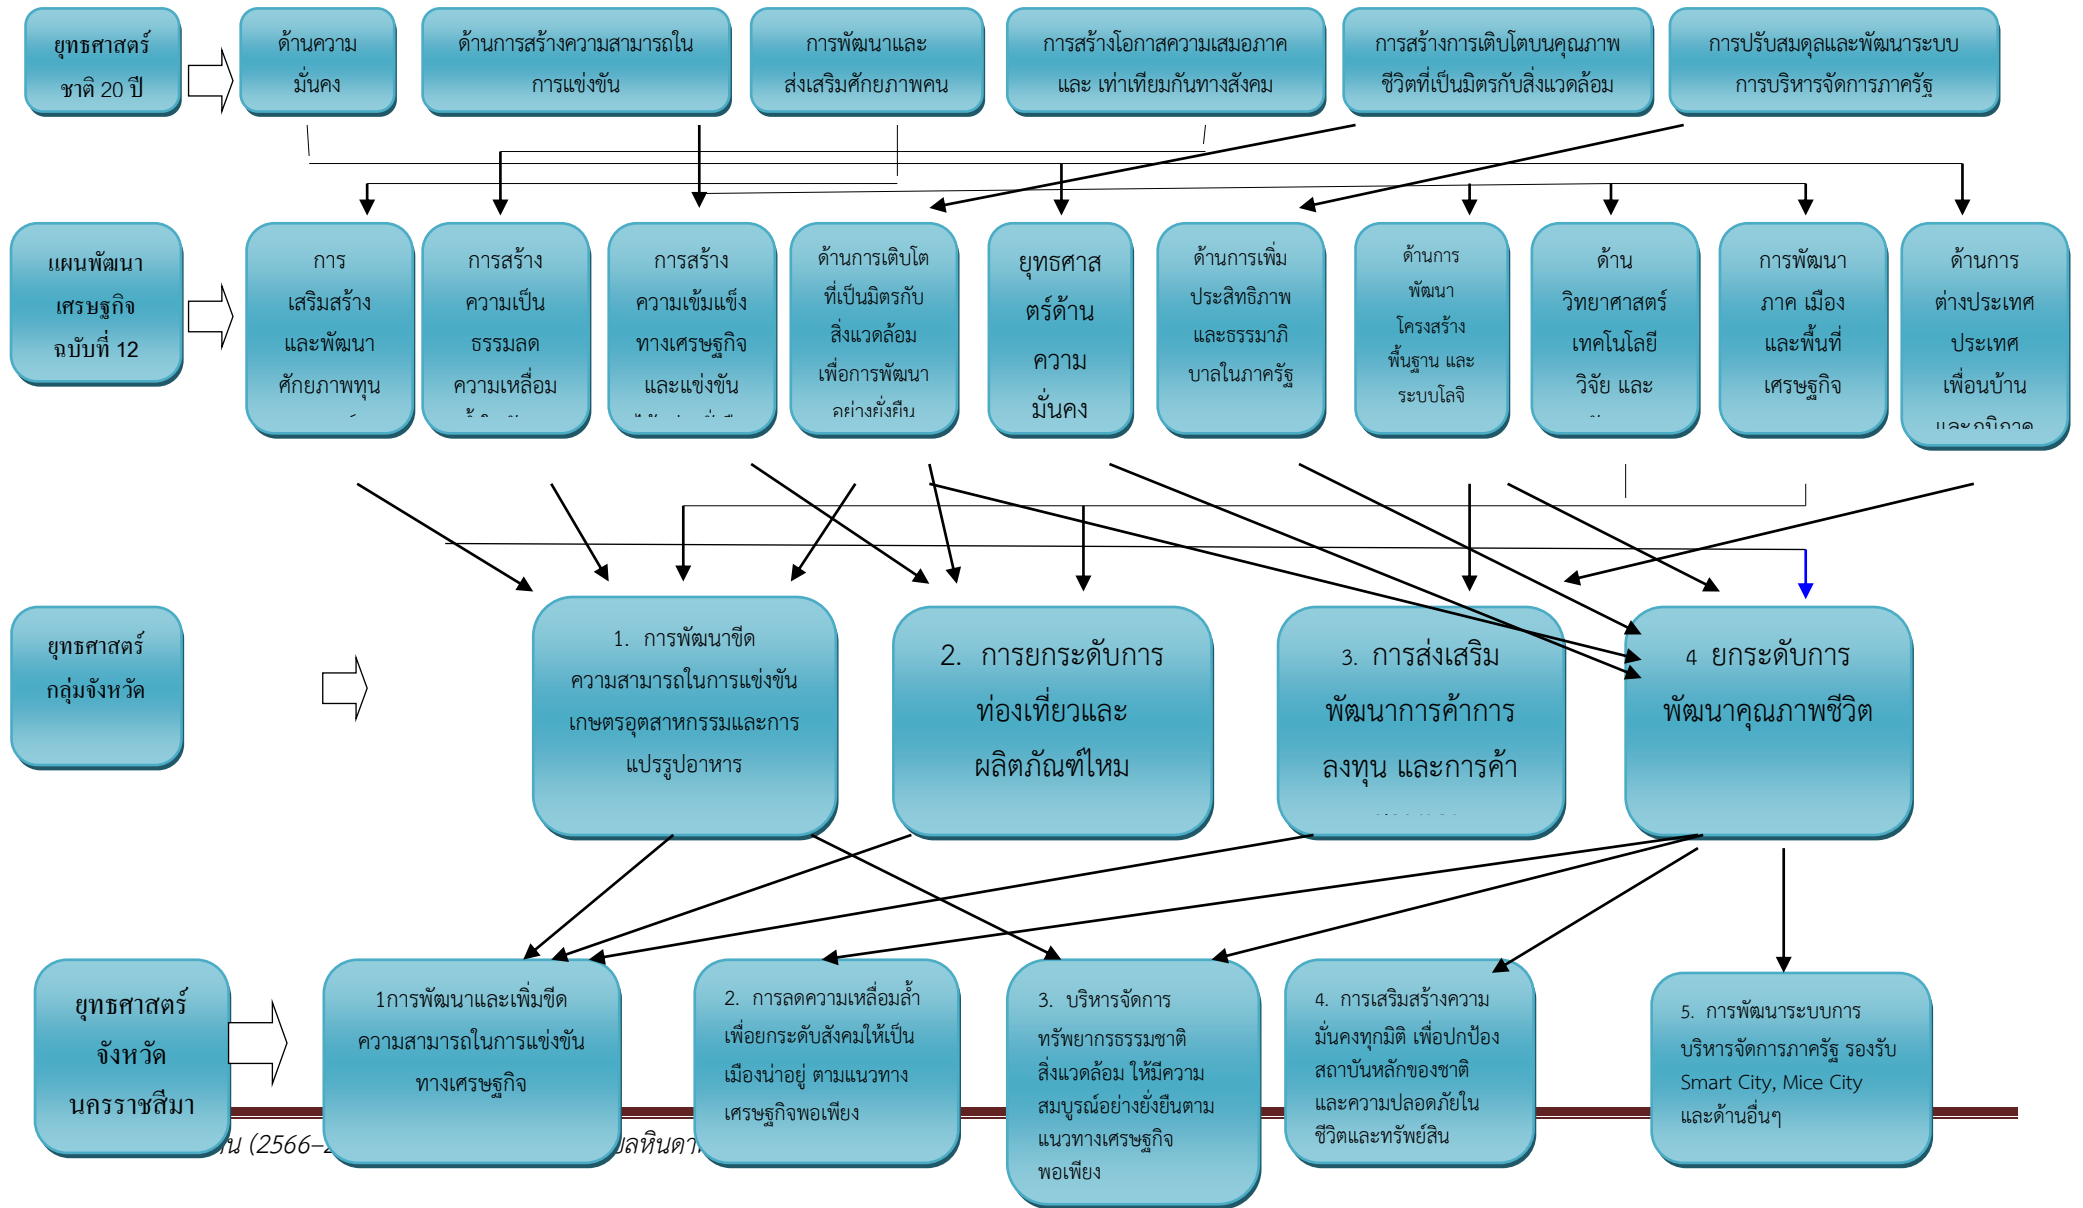 ยุทธศาสตร์
ชาติ 20 ปี
ด้านความ
มั่นคง
ด้านการสร้างความสามารถใน
การแข่งขัน
การพัฒนาและ
ส่งเสริมศักยภาพคน
การสร้างโอกาสความเสมอภาค
และ เท่าเทียมกันทางสังคม
การสร้างการเติบโตบนคุณภาพ
ชีวิตที่เป็นมิตรกับสิ่งแวดล้อม
การปรับสมดุลและพัฒนาระบบ
การบริหารจัดการภาครัฐ
แผนพัฒนา
เศรษฐกิจ
ฉบับที่ 12
การ
เสริมสร้าง
และพัฒนา
ศักยภาพทุน
การสร้าง
ความเป็น
ธรรมลด
ความเหลื่อม
การสร้าง
ความเข้มแข็ง
ทางเศรษฐกิจ
และแข่งขัน
ด้านการเติบโต
ที่เป็นมิตรกับ
สิ่งแวดล้อม
เพื่อการพัฒนา
อย่างยั่งยืน
ยุทธศาส
ตร์ด้าน
ความ
มั่นคง
ด้านการเพิ่ม
ประสิทธิภาพ
และธรรมาภิ
บาลในภาครัฐ
ด้านการ
พัฒนา
โครงสร้าง
พื้นฐาน และ
ระบบโลจิ
ด้าน
วิทยาศาสตร์
เทคโนโลยี
วิจัย และ
การพัฒนา
ภาค เมือง
และพื้นที่
เศรษฐกิจ
ด้านการ
ต่างประเทศ
ประเทศ
เพื่อนบ้าน
และภูมิภาค
ยุทธศาสตร์
กลุ่มจังหวัด
1. การพัฒนาขีด
ความสามารถในการแข่งขัน
เกษตรอุตสาหกรรมและการ
แปรรูปอาหาร
2. การยกระดับการ
ท่องเที่ยวและ
ผลิตภัณฑ์ไหม
3. การส่งเสริม
พัฒนาการค้าการ
ลงทุน และการค้า
4 ยกระดับการ
พัฒนาคุณภาพชีวิต
ยุทธศาสตร์
จังหวัด
นครราชสีมา
1การพัฒนาและเพิ่มขีด
ความสามารถในการแข่งขัน
ทางเศรษฐกิจ
2. การลดความเหลื่อมล้ำ
เพื่อยกระดับสังคมให้เป็น
เมืองน่าอยู่ ตามแนวทาง
เศรษฐกิจพอเพียง
3. บริหารจัดการ
ทรัพยากรธรรมชาติ
สิ่งแวดล้อม ให้มีความ
สมบูรณ์อย่างยั่งยืนตาม
แนวทางเศรษฐกิจ
พอเพียง
4. การเสริมสร้างความ
มั่นคงทุกมิติ เพื่อปกป้อง
สถาบันหลักของชาติ
และความปลอดภัยใน
ชีวิตและทรัพย์สิน
5. การพัฒนาระบบการ
บริหารจัดการภาครัฐ รองรับ
Smart City, Mice City
และด้านอื่นๆ
(2566–2